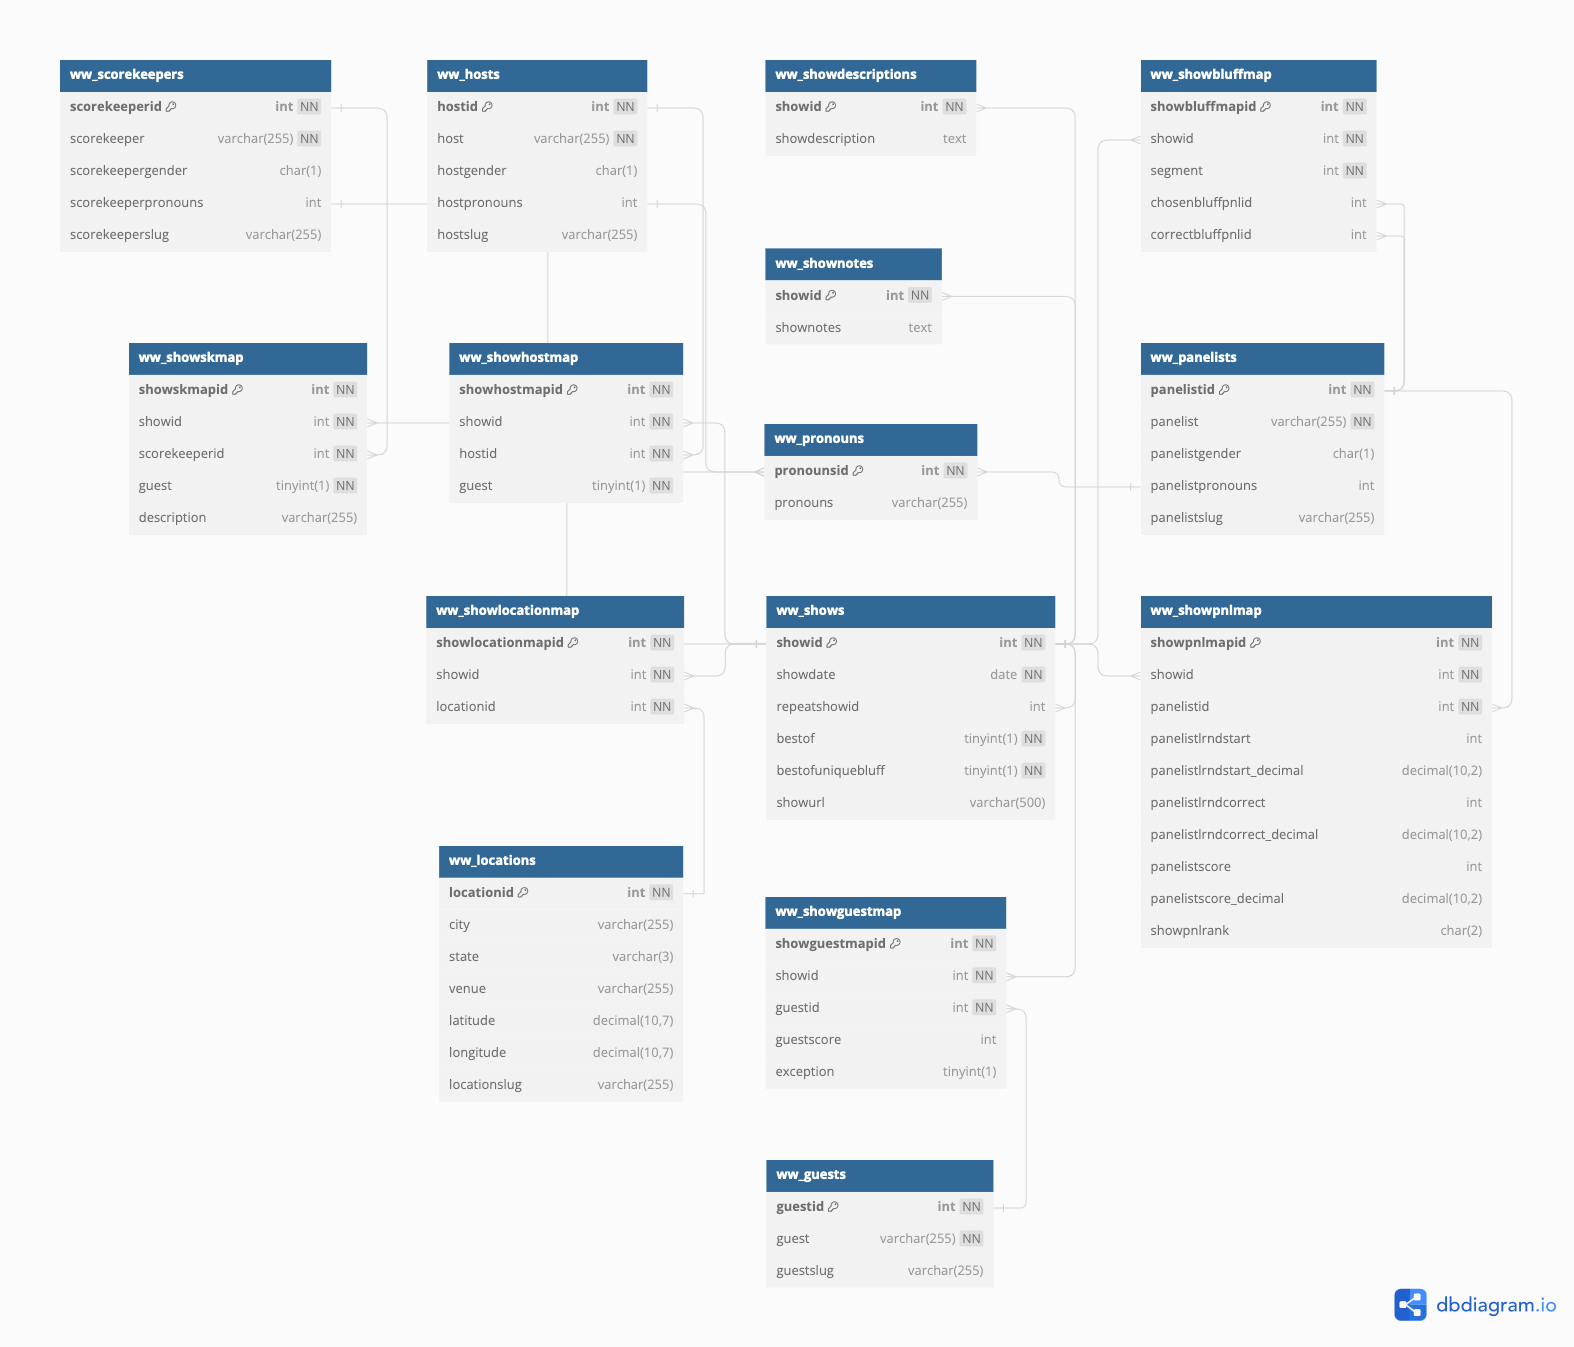 ww_scorekeepers
scorekeeperid int NN
scorekeeper varchar(255) NN
scorekeepergender char(1)
scorekeeperpronouns int
scorekeeperslug varchar(255)
ww_hosts
hostid int NN
host varchar(255) NN
hostgender char(1)
hostpronouns int
hostslug varchar(255)
ww_showdescriptions
showid int NN
showdescription text
ww_showbluffmap
showbluffmapid int NN
showid int NN
segment int NN
chosenbluffpnlid int
correctbluffpnlid int
ww_shownotes
showid int NN
shownotes text
ww_showskmap
showskmapid int NN
showid int NN
scorekeeperid int NN
guest tinyint(1) NN
description varchar(255)
ww_showhostmap
showhostmapid int NN
showid int NN
hostid int NN
guest tinyint(1) NN
ww_pronouns
pronounsid int NN
pronouns varchar(255)
ww_panelists
panelistid int NN
panelist varchar(255) NN
panelistgender char(1)
panelistpronouns int
panelistslug varchar(255)
ww_showlocationmap
showlocationmapid int NN
showid int NN
locationid int NN
ww_shows
showid int NN
showdate date NN
repeatshowid int
bestof tinyint(1) NN
bestofuniquebluff tinyint(1) NN
showurl varchar(500)
ww_showpnlmap
showpnlmapid int NN
showid int NN
panelistid int NN
panelistlrndstart int
panelistlrndstart_decimal decimal(10,2)
panelistlrndcorrect int
panelistlrndcorrect_decimal decimal(10,2)
panelistscore int
panelistscore_decimal decimal(10,2)
showpnlrank char(2)
ww_locations
locationid int NN
city varchar(255)
state varchar(3)
venue varchar(255)
latitude decimal(10,7)
longitude decimal(10,7)
locationslug varchar(255)
ww_showguestmap
showguestmapid int NN
showid int NN
guestid int NN
guestscore int
exception tinyint(1)
ww_guests
guestid int NN
guest varchar(255) NN
guestslug varchar(255)
dbdiagram.io